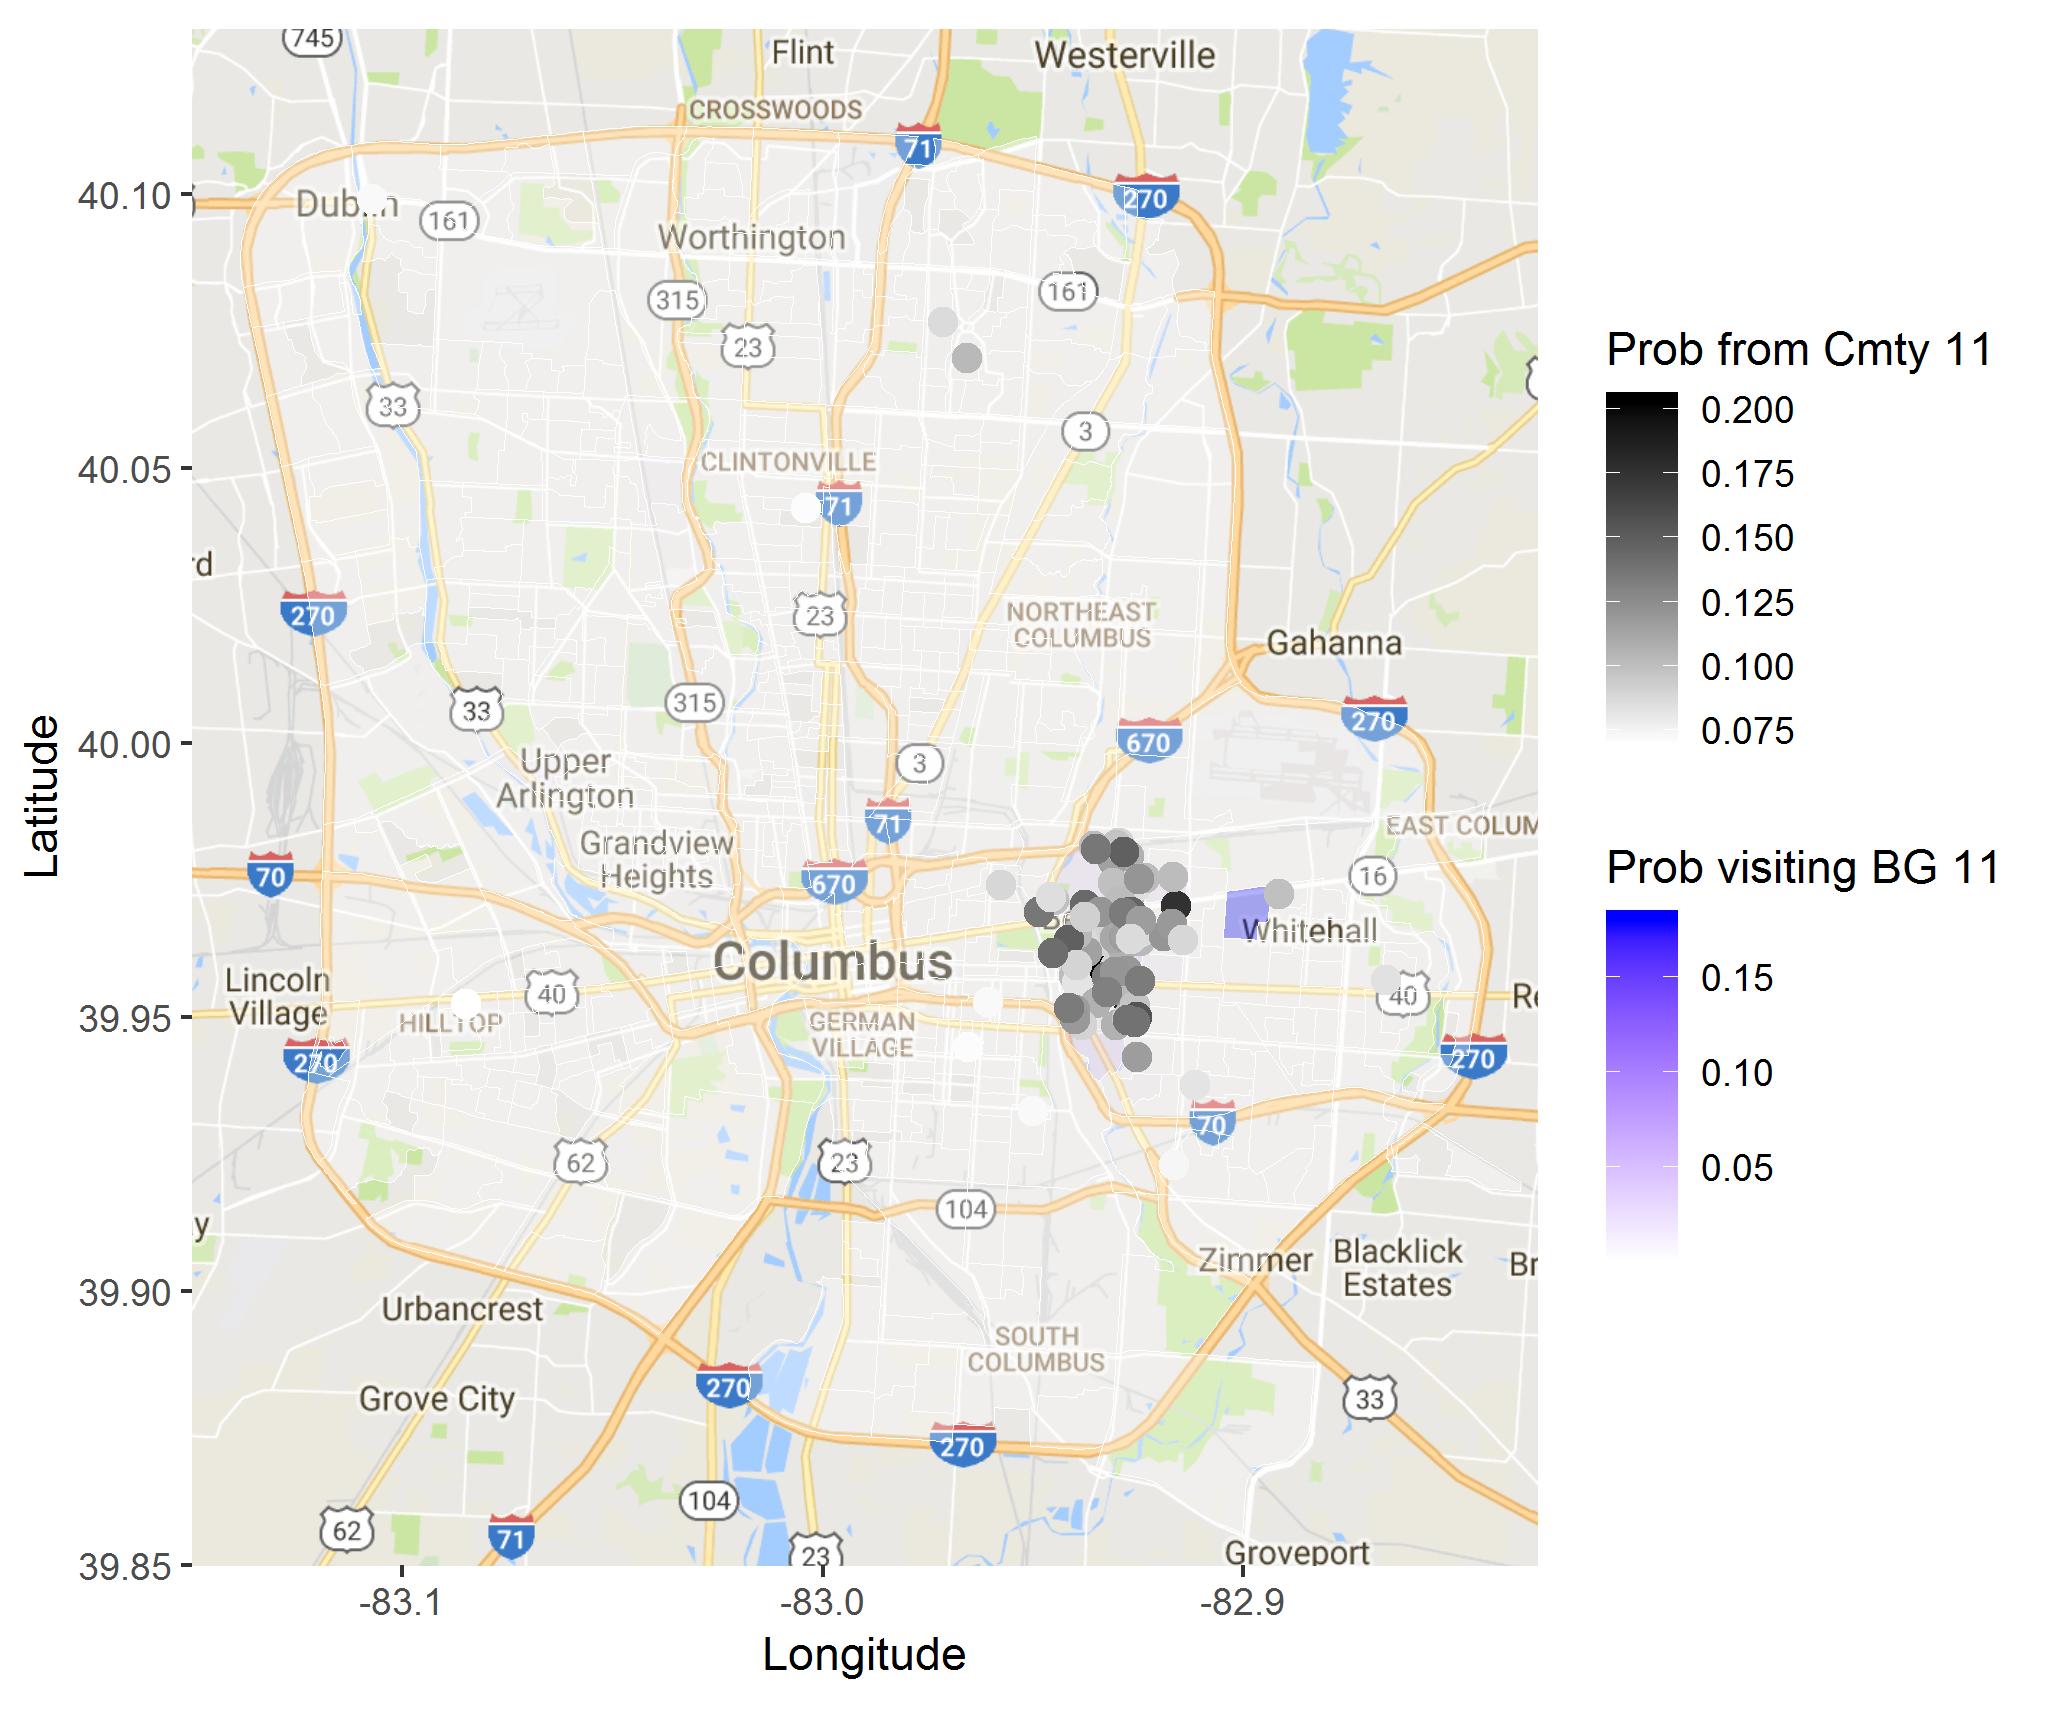 745
Flint
Westerville
CROSSWOODS
71
270
40.10
Dub
n
161
Worthington
315
161
23
33
3
40.05
CLINTONVILLE
71
rd
270
23
NORTHEAST
COLUMBUS
Gahanna
33
315
270
40.00
670
3
Upper
Arlington
71
EAST COLUM
Grandview
Heights
70
670
16
Whitehall
Columbus
Lincoln
Village
40
40
Re
39.95
HILLTOP
GERMAN
VILLAGE
270
270
70
62
23
104
y
Zimmer
Blacklick
Estates
Br
39.90
Urbancrest
SOUTH
COLUMBUS
270
Grove City
33
270
104
62
71
23
Groveport
39.85
-83.1
-83.0
-82.9
Longitude
Latitude
Prob from Cmty 11
0.200
0.175
0.150
0.125
0.100
0.075
Prob visiting BG 11
0.15
0.10
0.05